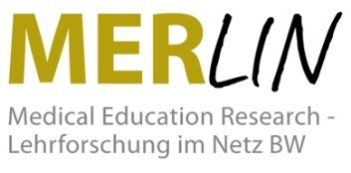 MERLIN
Medical Education Research -
Lehrforschung im Netz BW